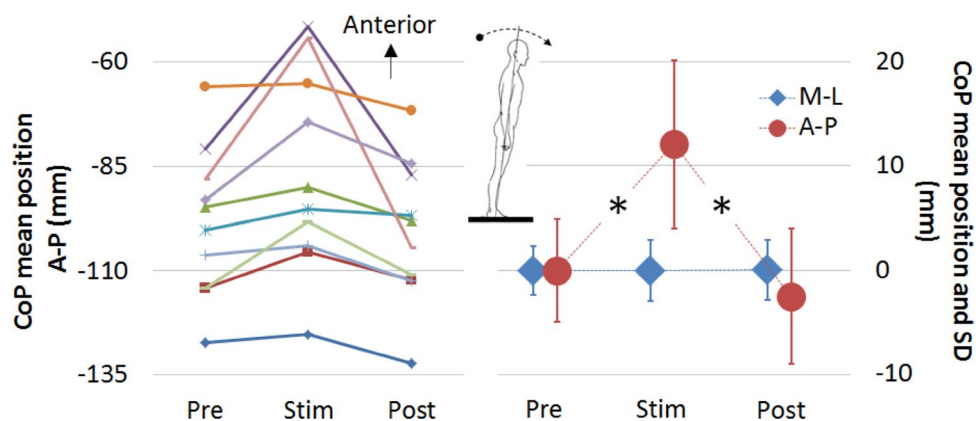 CoP mean position
A-P (mm)
-60
-85
-110
-135
Anterior
Pre Stim Post
M-L
A-P
* *
20
10
0
-10
Pre Stim Post
CoP mean position and SD
(mm)